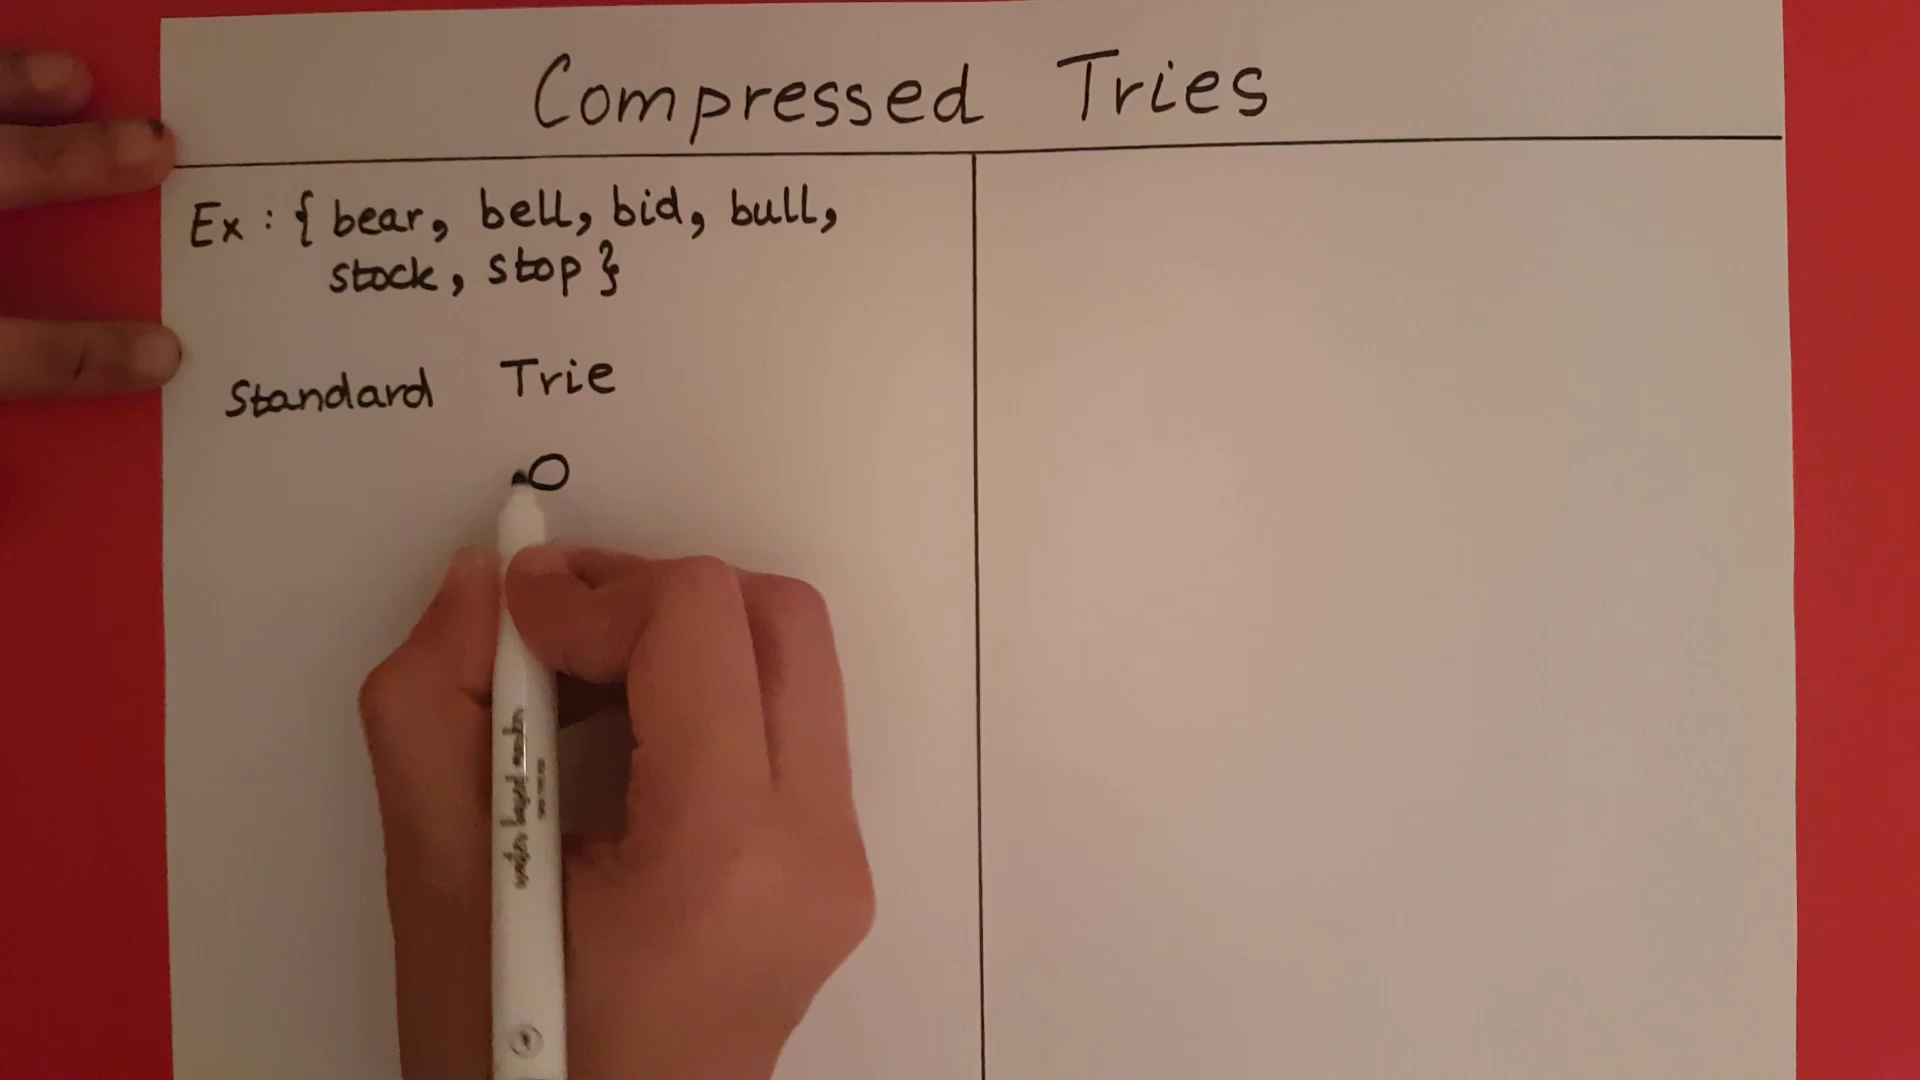 Compressed Tries
Ex : { bear, bell, bid, bull,
stock, stop }
Standard Trie